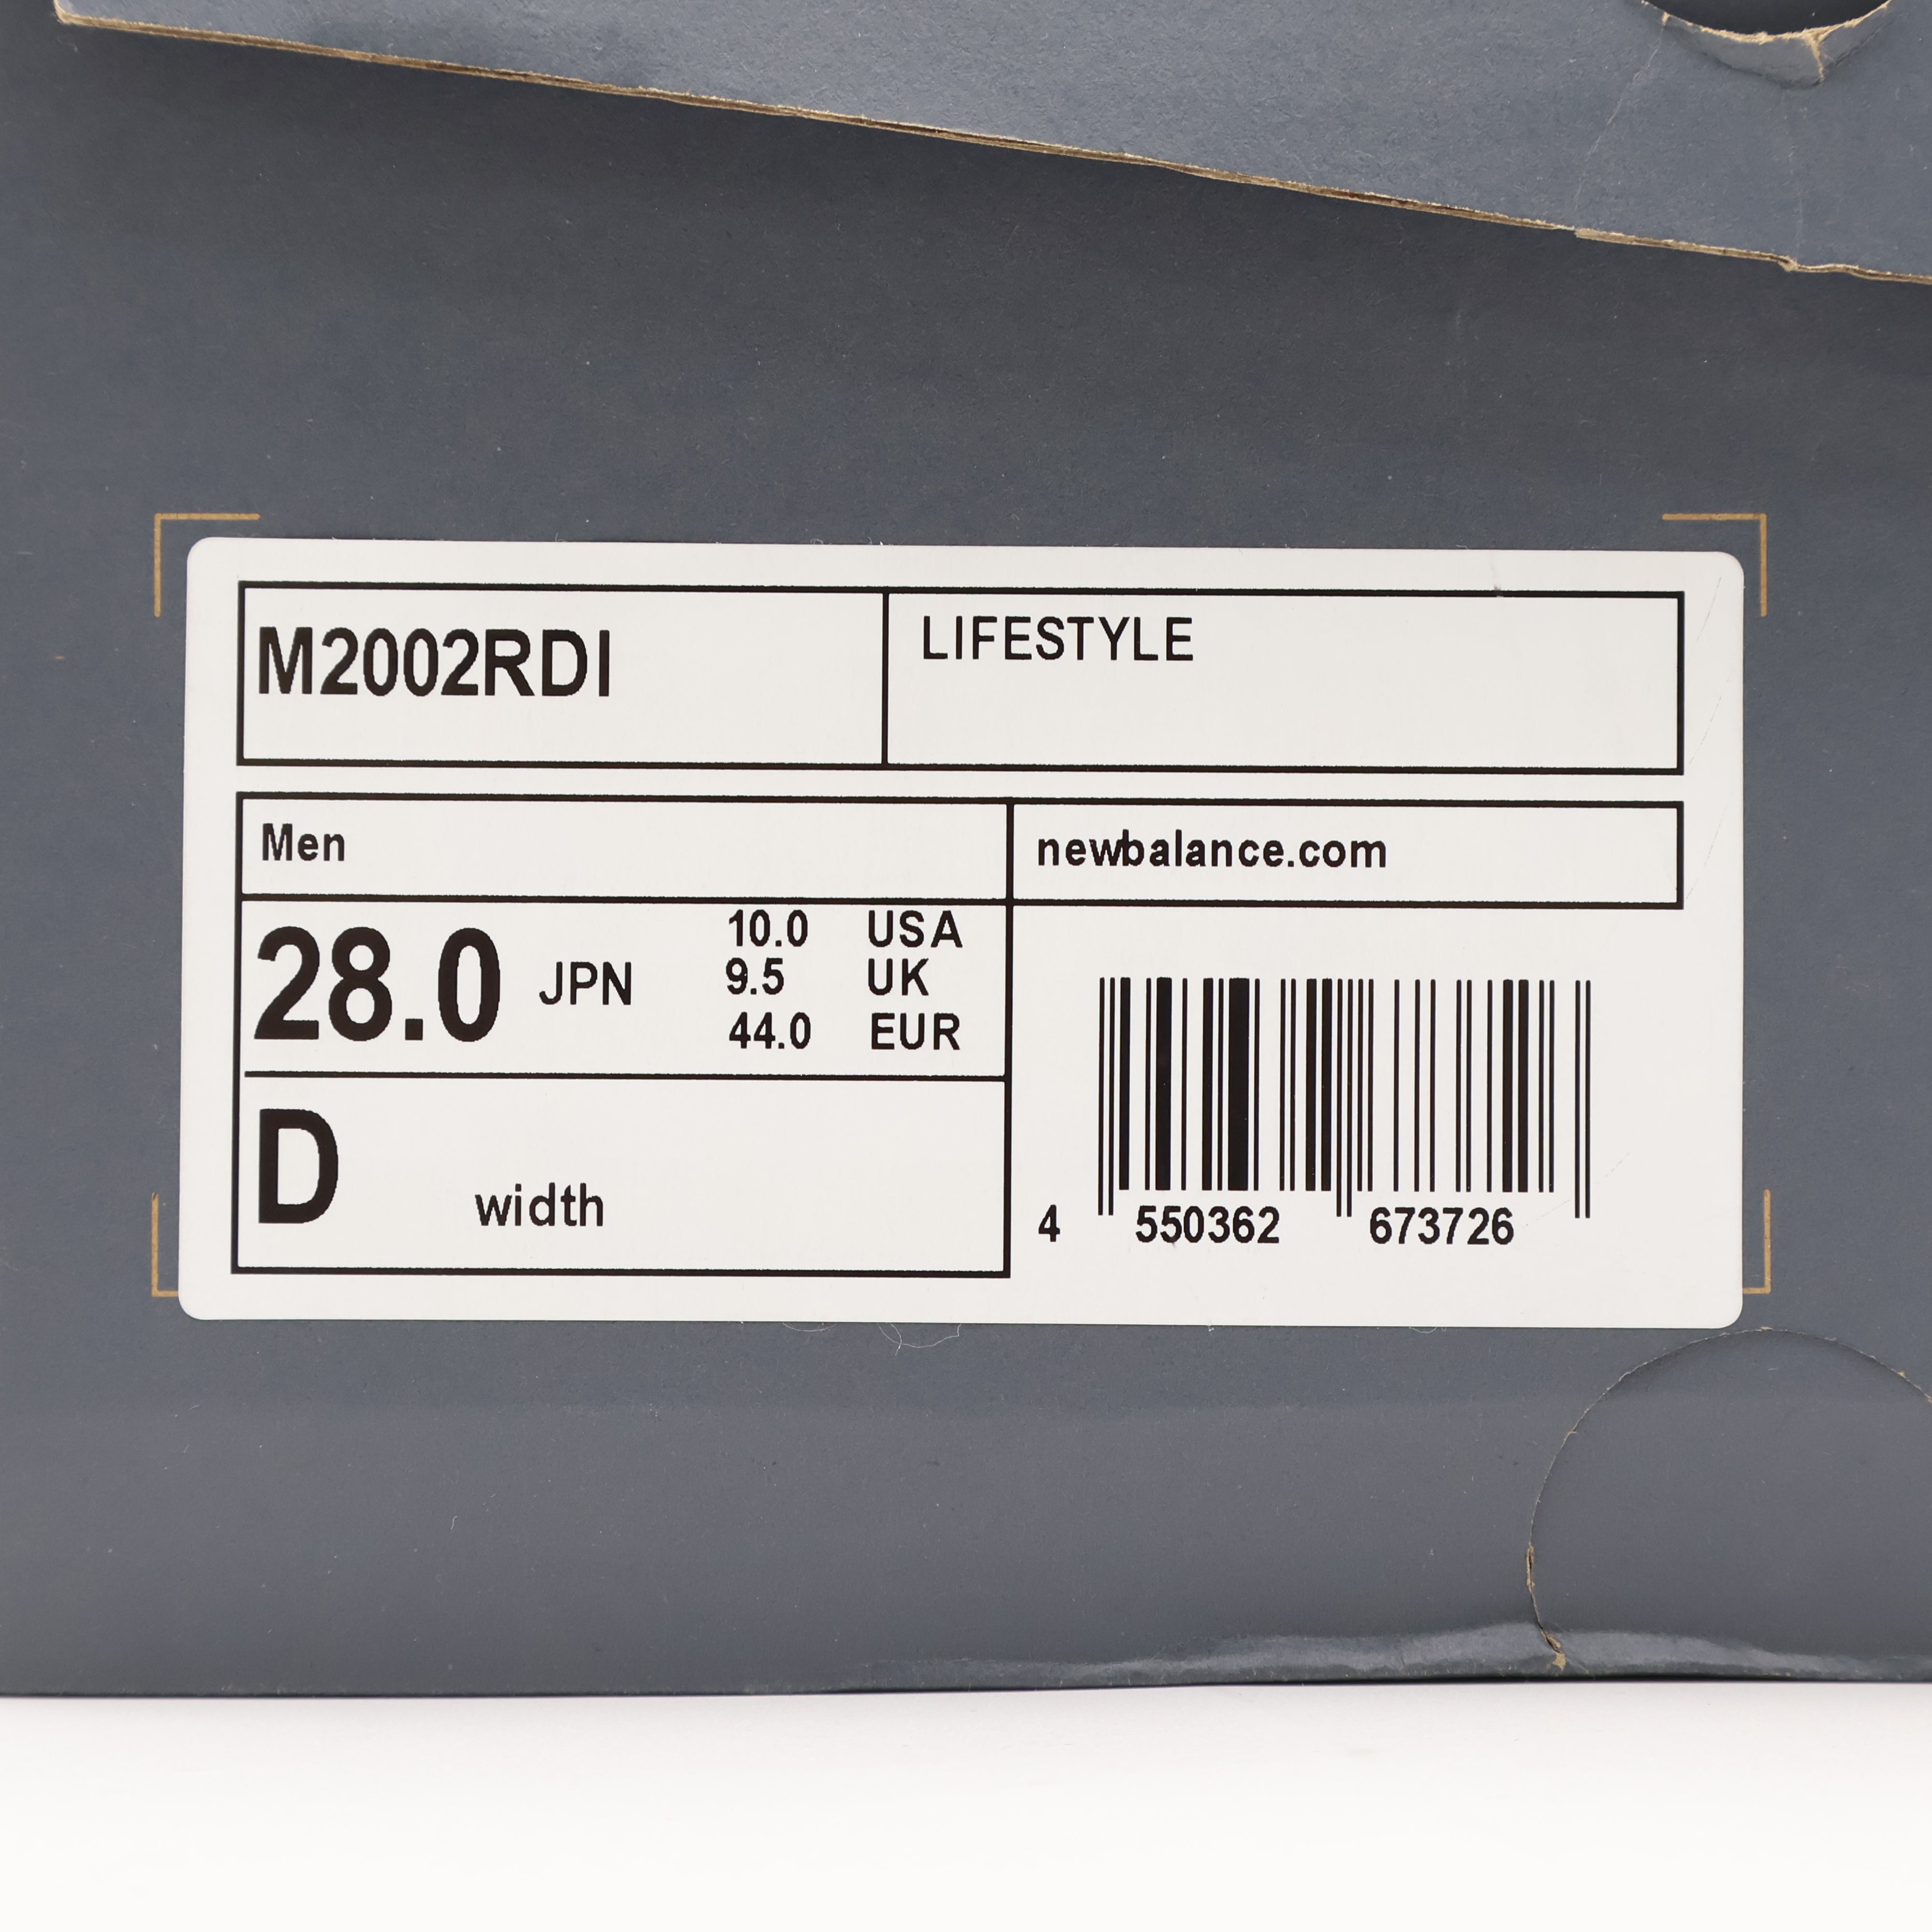 M2002RDI
LIFESTYLE
Men
newbalance.com
28.0 JPN
10.0 USA
9.5 UK
44.0 EUR
D width
4 550362 673726